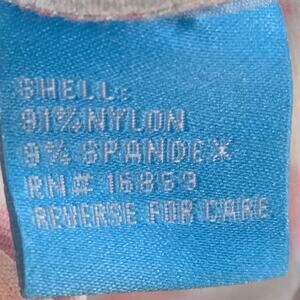 SHELL:
91% NYLON
9% SPANDEX
RN# 16859
REVERSE FOR CARE